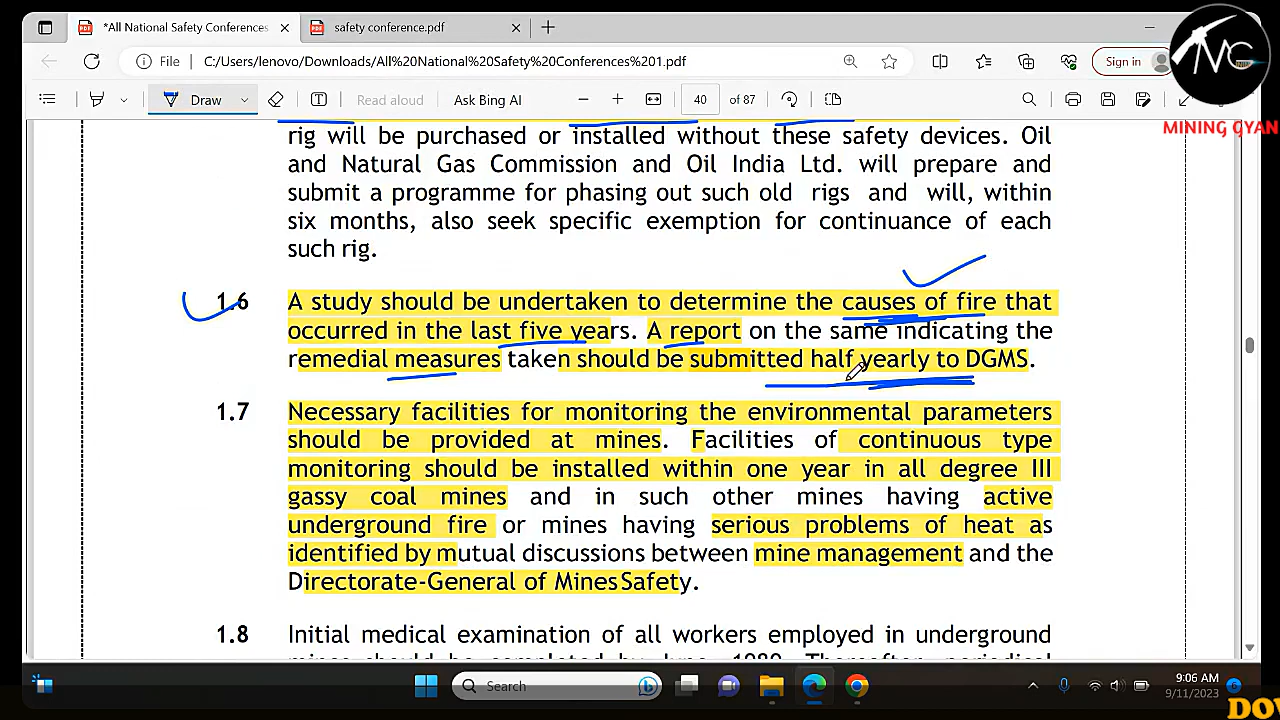 *All National Safety Conferences
safety conference.pdf
File
C:/Users/lenovo/Downloads/All%20National%20Safety%20Conferences%201.pdf
Sign in
Draw
Read aloud
Ask Bing AI
40 of 87
MINING GYAN
rig will be purchased or installed without these safety devices. Oil
and Natural Gas Commission and Oil India Ltd. will prepare and
submit a programme for phasing out such old rigs and will, within
six months, also seek specific exemption for continuance of each
such rig.
1.6 A study should be undertaken to determine the causes of fire that
occurred in the last five years. A report on the same indicating the
remedial measures taken should be submitted half yearly to DGMS.
1.7 Necessary facilities for monitoring the environmental parameters
should be provided at mines. Facilities of continuous type
monitoring should be installed within one year in all degree III
gassy coal mines and in such other mines having active
underground fire or mines having serious problems of heat as
identified by mutual discussions between mine management and the
Directorate-General of Mines Safety.
1.8 Initial medical examination of all workers employed in underground
Search
9:06 AM
9/11/2023